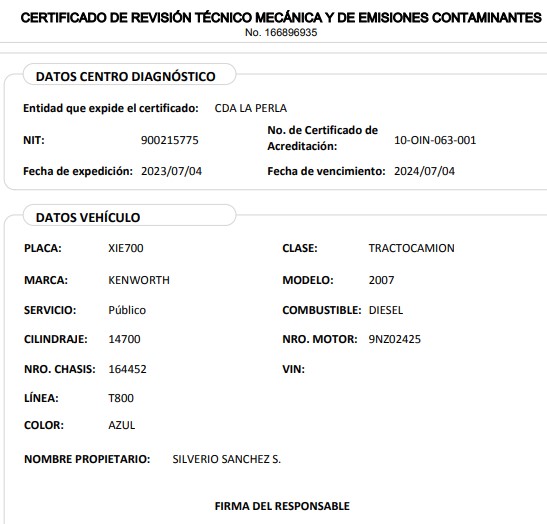 CERTIFICADO DE REVISIÓN TÉCNICO MECÁNICA Y DE EMISIONES CONTAMINANTES
No. 166896935
DATOS CENTRO DIAGNÓSTICO
Entidad que expide el certificado: CDA LA PERLA
NIT: 900215775 No. de Certificado de Acreditación: 10-OIN-063-001
Fecha de expedición: 2023/07/04 Fecha de vencimiento: 2024/07/04
DATOS VEHÍCULO
PLACA: XIE700 CLASE: TRACTOCAMION
MARCA: KENWORTH MODELO: 2007
SERVICIO: Público COMBUSTIBLE: DIESEL
CILINDRAJE: 14700 NRO. MOTOR: 9NZ02425
NRO. CHASIS: 164452 VIN:
LÍNEA: T800
COLOR: AZUL
NOMBRE PROPIETARIO: SILVERIO SANCHEZ S.
FIRMA DEL RESPONSABLE